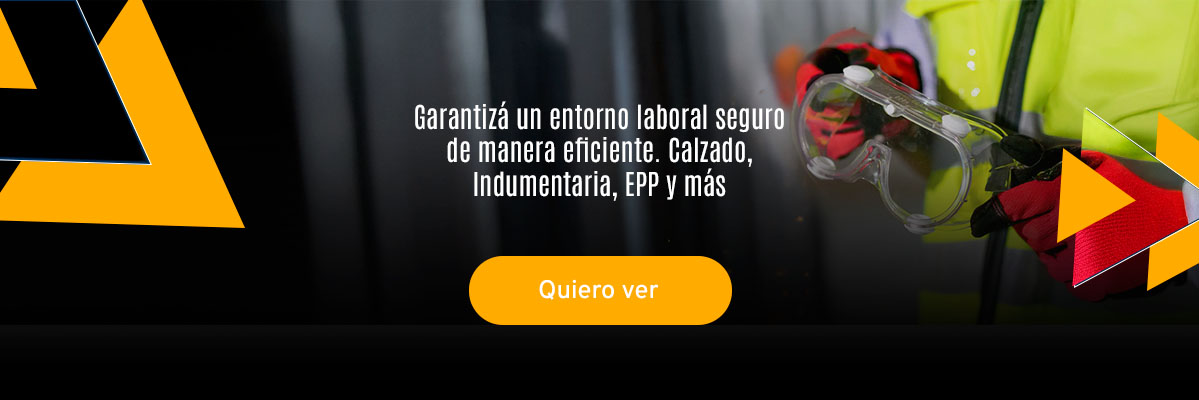 Garantizá un entorno laboral seguro
de manera eficiente. Calzado,
Indumentaria, EPP y más
Quiero ver